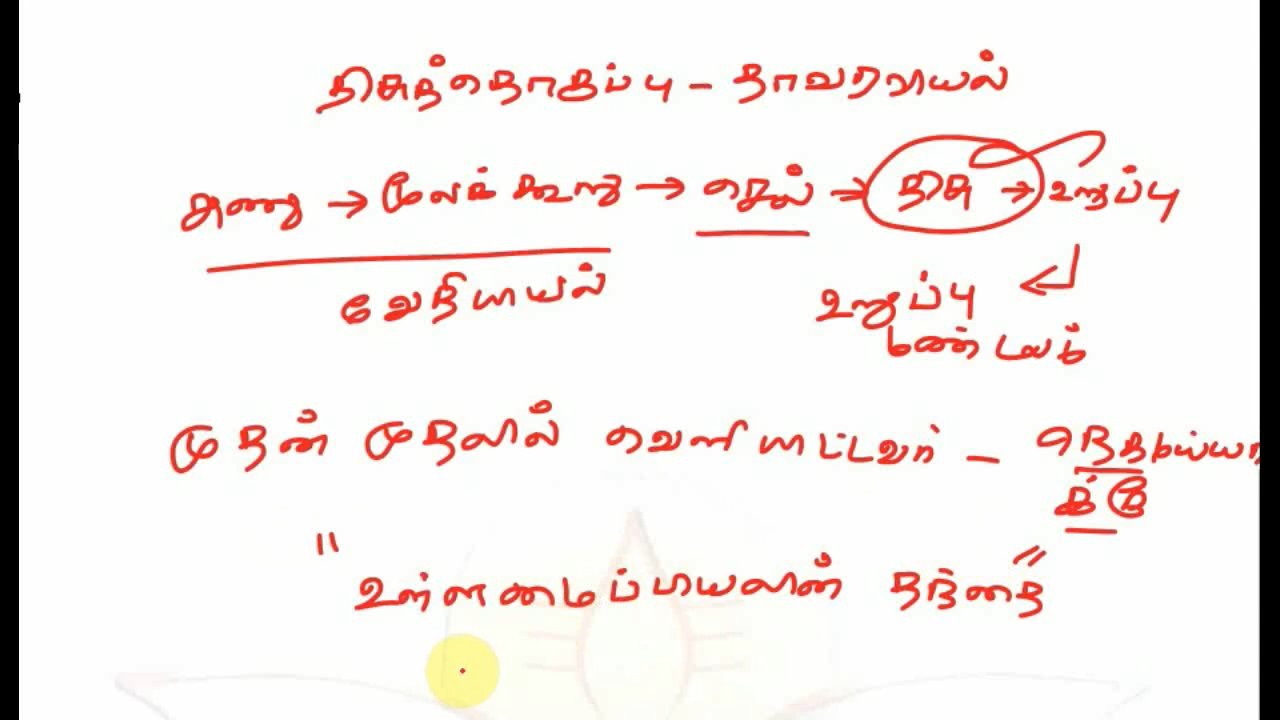 திசுத்தொகுப்பு - தாவரவியல்
அணு → மூலக்கூறு → செல் → திசு → உறுப்பு
வேதியியல்
உறுப்பு
மண்டலம்
முதன் முதலில் வெளியிட்டவர் -
க்ரூ
" உள்ளமைப்பியலின் தந்தை "